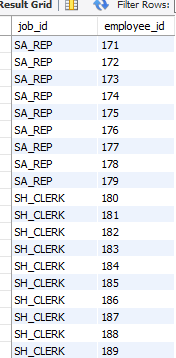 Result Grid Filter Rows:
job_id employee_id
SA_REP 171
SA_REP 172
SA_REP 173
SA_REP 174
SA_REP 175
SA_REP 176
SA_REP 177
SA_REP 178
SA_REP 179
SH_CLERK 180
SH_CLERK 181
SH_CLERK 182
SH_CLERK 183
SH_CLERK 184
SH_CLERK 185
SH_CLERK 186
SH_CLERK 187
SH_CLERK 188
SH_CLERK 189